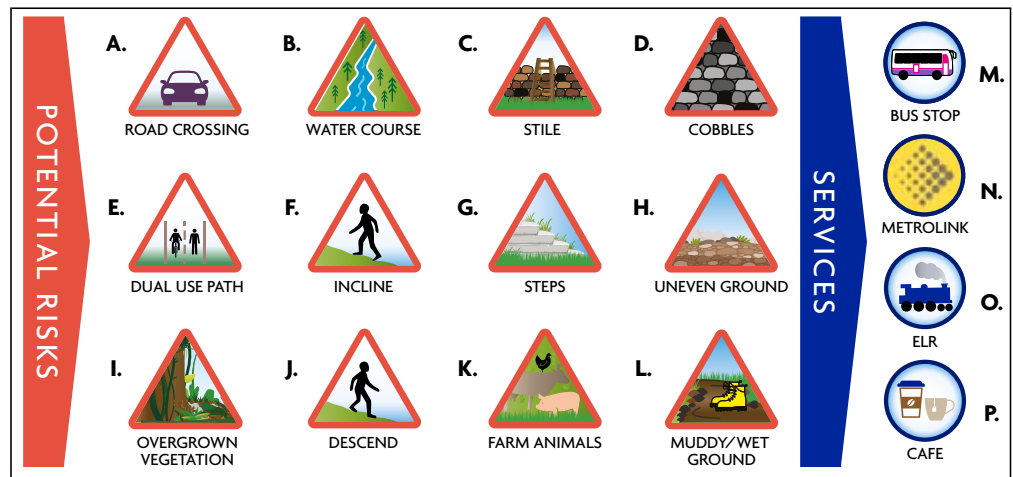 POTENTIAL RISKS
A.
ROAD CROSSING
B.
WATER COURSE
C.
STILE
D.
COBBLES
E.
DUAL USE PATH
F.
INCLINE
G.
STEPS
H.
UNEVEN GROUND
I.
OVERGROWN
VEGETATION
J.
DESCEND
K.
FARM ANIMALS
L.
MUDDY/WET
GROUND
SERVICES
M.
BUS STOP
N.
METROLINK
O.
ELR
P.
CAFE